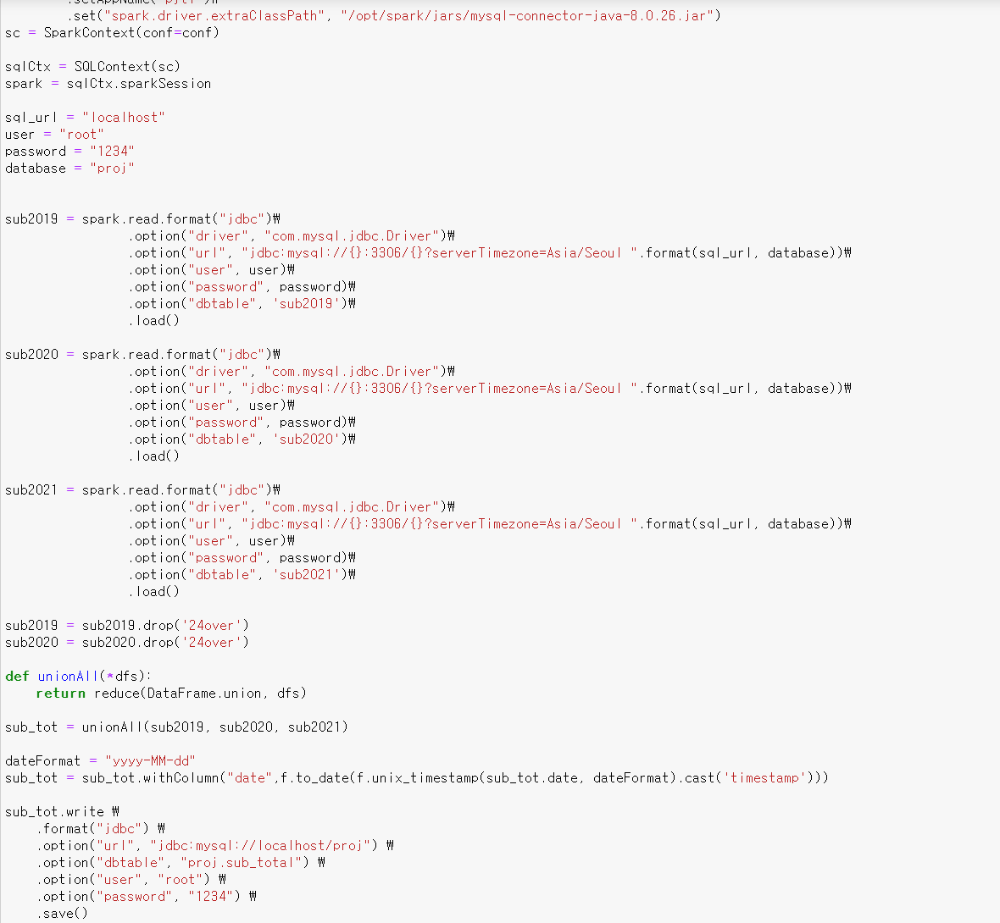 .set("spark.driver.extraClassPath", "/opt/spark/jars/mysql-connector-java-8.0.26.jar")
sc = SparkContext(conf=conf)
sqlCtx = SQLContext(sc)
spark = sqlCtx.sparkSession
sql_url = "localhost"
user = "root"
password = "1234"
database = "proj"
sub2019 = spark.read.format("jdbc")₩
.option("driver", "com.mysql.jdbc.Driver")₩
.option("url", "jdbc:mysql://{}:3306/{}?serverTimezone=Asia/Seoul ".format(sql_url, database))₩
.option("user", user)₩
.option("password", password)₩
.option("dbtable", 'sub2019')₩
.load()
sub2020 = spark.read.format("jdbc")₩
.option("driver", "com.mysql.jdbc.Driver")₩
.option("url", "jdbc:mysql://{}:3306/{}?serverTimezone=Asia/Seoul ".format(sql_url, database))₩
.option("user", user)₩
.option("password", password)₩
.option("dbtable", 'sub2020')₩
.load()
sub2021 = spark.read.format("jdbc")₩
.option("driver", "com.mysql.jdbc.Driver")₩
.option("url", "jdbc:mysql://{}:3306/{}?serverTimezone=Asia/Seoul ".format(sql_url, database))₩
.option("user", user)₩
.option("password", password)₩
.option("dbtable", 'sub2021')₩
.load()
sub2019 = sub2019.drop('24over')
sub2020 = sub2020.drop('24over')
def unionAll(*dfs):
return reduce(DataFrame.union, dfs)
sub_tot = unionAll(sub2019, sub2020, sub2021)
dateFormat = "yyyy-MM-dd"
sub_tot = sub_tot.withColumn("date",f.to_date(f.unix_timestamp(sub_tot.date, dateFormat).cast('timestamp')))
sub_tot.write ₩
.format("jdbc") ₩
.option("url", "jdbc:mysql://localhost/proj") ₩
.option("dbtable", "proj.sub_total") ₩
.option("user", "root") ₩
.option("password", "1234") ₩
.save()